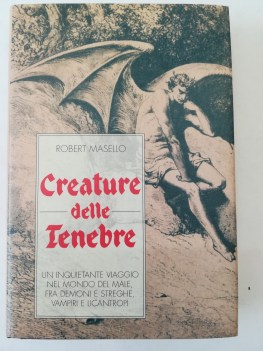 ROBERT MASELLO
Creature
delle
Tenebre
UN INQUIETANTE VIAGGIO
NEL MONDO DEL MALE,
FRA DEMONI E STREGHE,
VAMPIRI E LICANTROPI